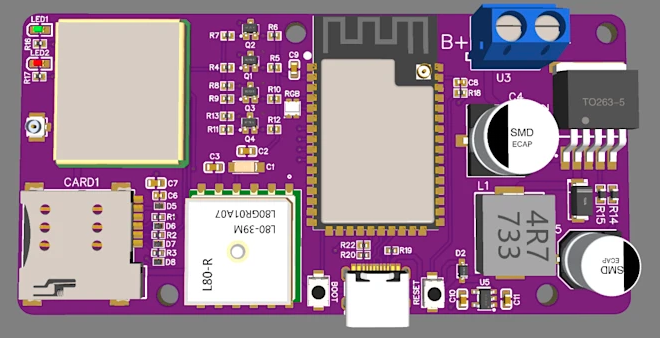 LED1
R16
LED2
R17
R7
Q2
R6
R4
Q1
R5
C9
R8
R9
R10
RGB
Q3
R13
R11
R12
Q4
C2
C3
C1
B+
U3
C8
R18
C4
TO263-5
SMD
ECAP
CARD1
C7
C6
D5
R1
D6
R2
D7
R3
D8
L80GR01A07
L80-39M
L80-R
L1
4R7
733
R15
R14
5
SMD
ECAP
R22
R20
R19
BOOT
RESET
D2
C10
U5
C11